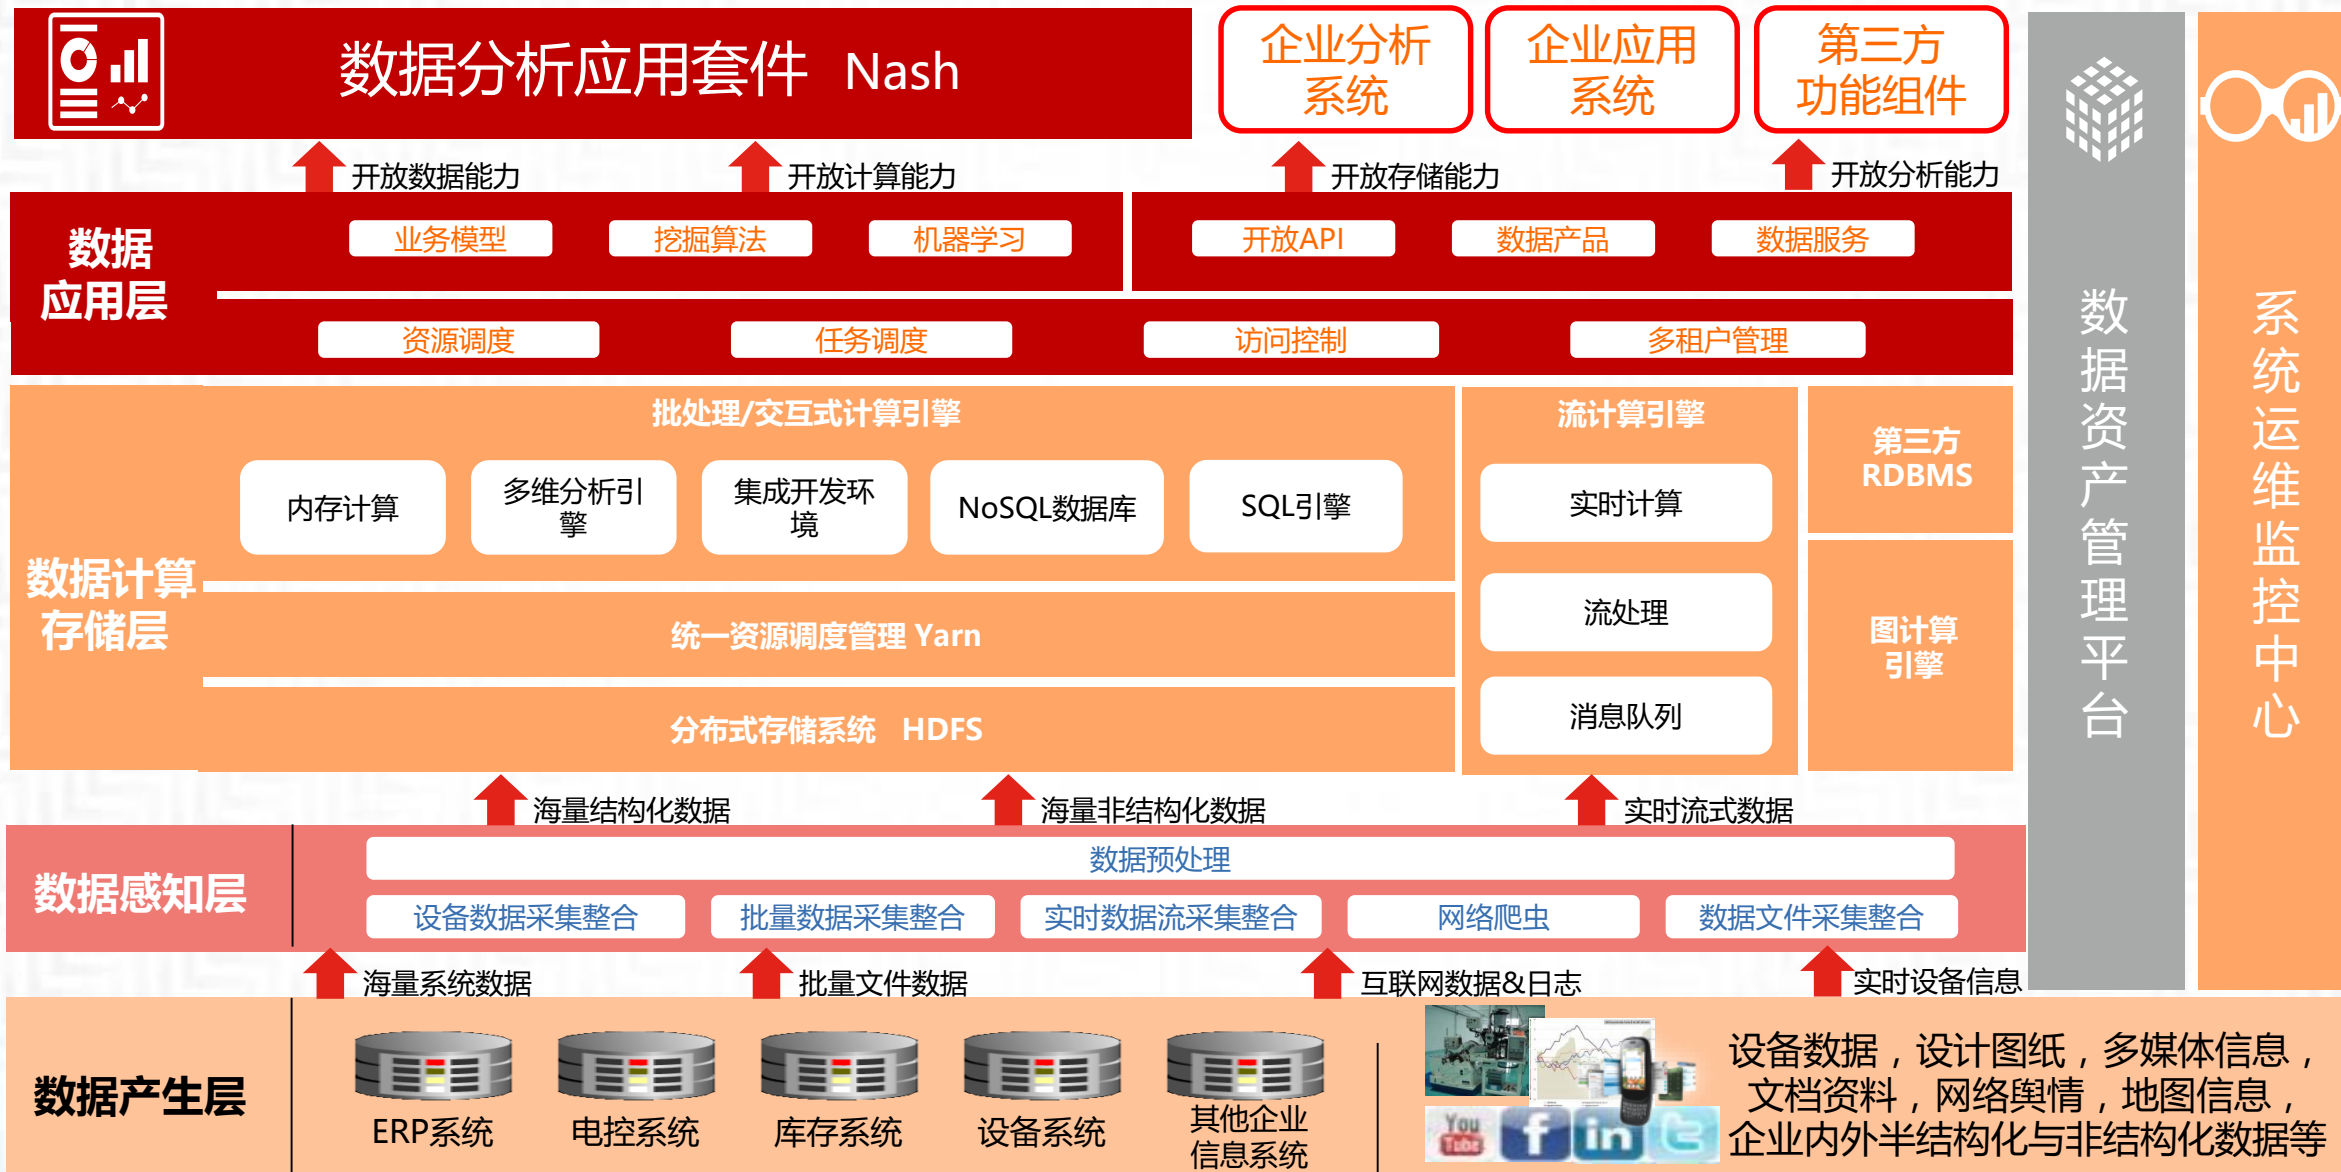 数据分析应用套件 Nash
企业分析
系统
企业应用
系统
第三方
功能组件
开放数据能力
开放计算能力
开放存储能力
开放分析能力
数据
应用层
业务模型
挖掘算法
机器学习
开放API
数据产品
数据服务
资源调度
任务调度
访问控制
多租户管理
数据计算
存储层
批处理/交互式计算引擎
内存计算
多维分析引
擎
集成开发环
境
NoSQL数据库
SQL引擎
统一资源调度管理 Yarn
分布式存储系统 HDFS
流计算引擎
实时计算
流处理
消息队列
第三方
RDBMS
图计算
引擎
海量结构化数据
海量非结构化数据
实时流式数据
数据感知层
数据预处理
设备数据采集整合
批量数据采集整合
实时数据流采集整合
网络爬虫
数据文件采集整合
海量系统数据
批量文件数据
互联网数据&日志
实时设备信息
数据产生层
ERP系统
电控系统
库存系统
设备系统
其他企业
信息系统
You
Tube
f
in
t
设备数据，设计图纸，多媒体信息，
文档资料，网络舆情，地图信息，
企业内外半结构化与非结构化数据等
数据资产管理平台
系统运维监控中心